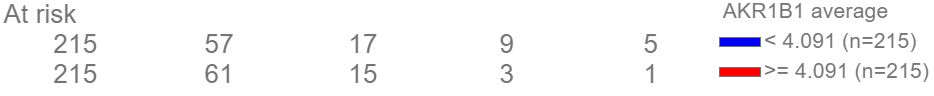 At risk
215 57 17 9 5
215 61 15 3 1
AKR1B1 average
< 4.091 (n=215)
>= 4.091 (n=215)